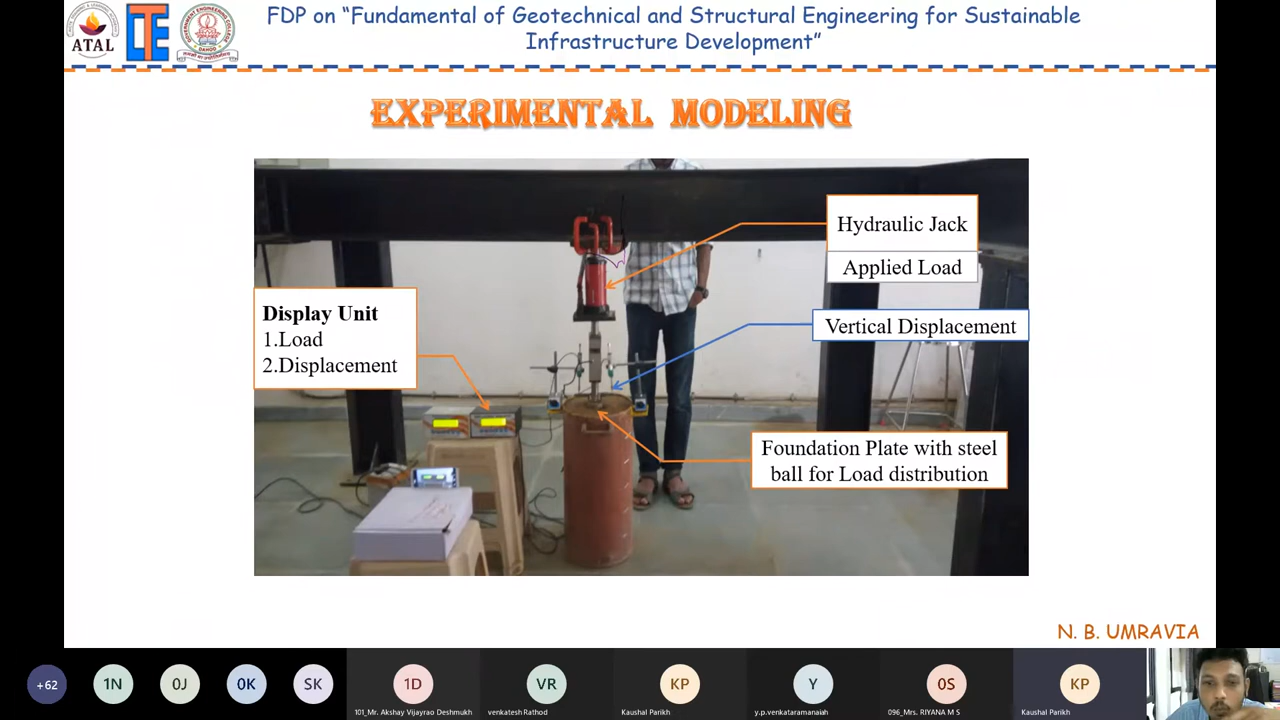 FDP on “Fundamental of Geotechnical and Structural Engineering for Sustainable
Infrastructure Development”
ATAL
EXPERIMENTAL MODELING
Hydraulic Jack
Applied Load
Display Unit
1.Load
2.Displacement
Vertical Displacement
Foundation Plate with steel
ball for Load distribution
N. B. UMRAVIA
+62
1N
0J
0K
SK
1D
VR
KP
Y
0S
KP
101_Mr. Akshay Vijayrao Deshmukh
venkatesh Rathod
Kaushal Parikh
y.p.venkataramanaiah
096_Mrs. RIYANA M S
Kaushal Parikh